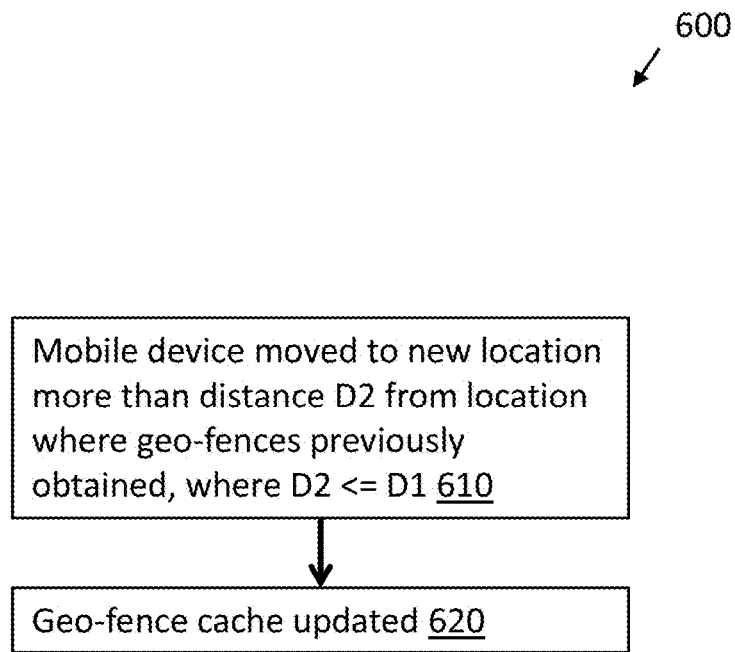 600
Mobile device moved to new location
more than distance D2 from location
where geo-fences previously
obtained, where D2 <= D1 610
Geo-fence cache updated 620